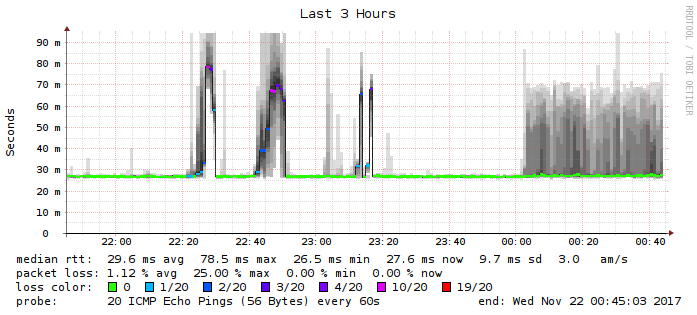 Last 3 Hours
RRDTOOL / TOBI OETIKER
Seconds
90 m
80 m
70 m
60 m
50 m
40 m
30 m
20 m
10 m
0
22:00 22:20 22:40 23:00 23:20 23:40 00:00 00:20 00:40
median rtt: 29.6 ms avg 78.5 ms max 26.5 ms min 27.6 ms now 9.7 ms sd 3.0 am/s
packet loss: 1.12 % avg 25.00 % max 0.00 % min 0.00 % now
loss color: 0 1/20 2/20 3/20 4/20 10/20 19/20
probe: 20 ICMP Echo Pings (56 Bytes) every 60s end: Wed Nov 22 00:45:03 2017